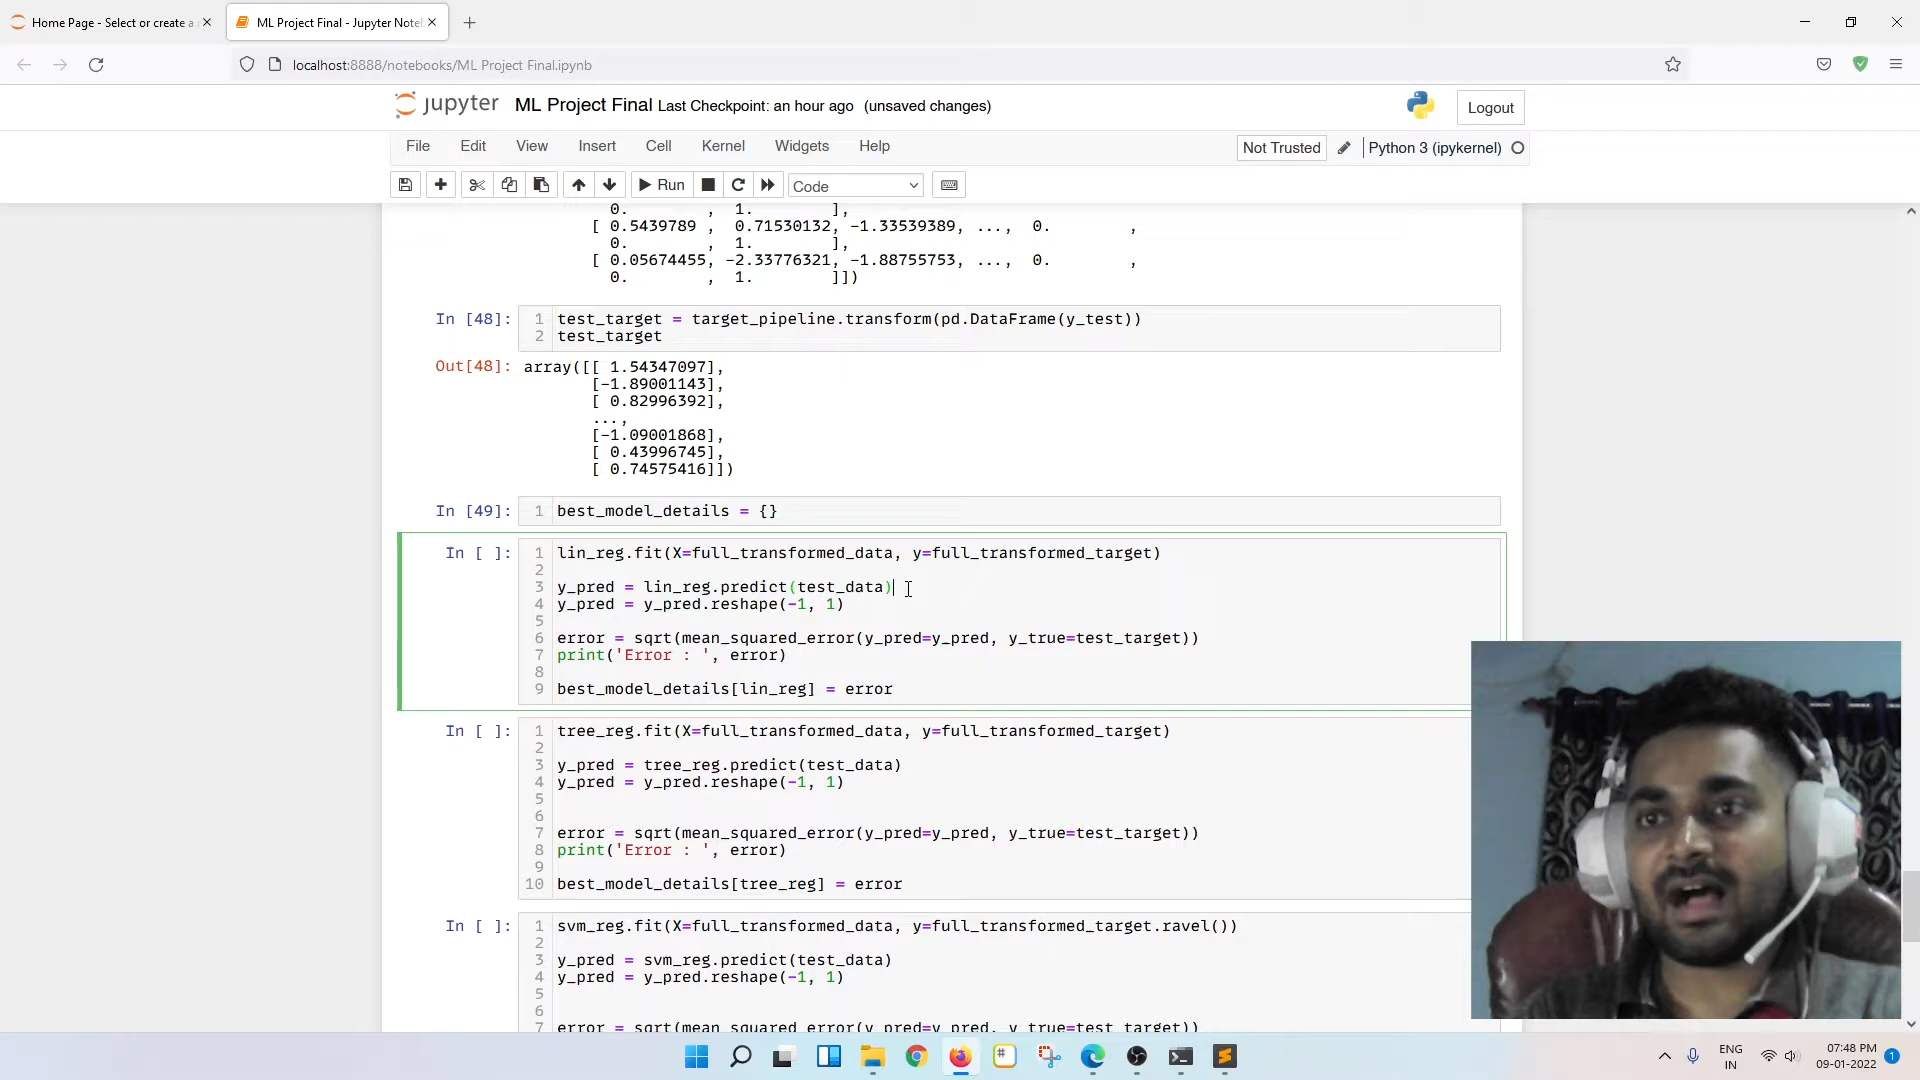 Home Page - Select or create a
ML Project Final - Jupyter Note
localhost:8888/notebooks/ML Project Final.ipynb
jupyter ML Project Final Last Checkpoint: an hour ago (unsaved changes)
Logout
File Edit View Insert Cell Kernel Widgets Help
Not Trusted
Python 3 (ipykernel)
Run
Code
0. , 1. ],
[ 0.5439789 , 0.71530132, -1.33539389, ..., 0. ,
0. , 1. ],
[ 0.05674455, -2.33776321, -1.88755753, ..., 0. ,
0. , 1. ]])
In [48]:
1 test_target = target_pipeline.transform(pd.DataFrame(y_test))
2 test_target
Out[48]: array([[ 1.54347097],
[-1.89001143],
[ 0.82996392],
...,
[-1.09001868],
[ 0.43996745],
[ 0.74575416]])
In [49]: 1 best_model_details = {}
In [ ]: 1 lin_reg.fit(X=full_transformed_data, y=full_transformed_target)
2
3 y_pred = lin_reg.predict(test_data)
4 y_pred = y_pred.reshape(-1, 1)
5
6 error = sqrt(mean_squared_error(y_pred=y_pred, y_true=test_target))
7 print('Error : ', error)
8
9 best_model_details[lin_reg] = error
In [ ]: 1 tree_reg.fit(X=full_transformed_data, y=full_transformed_target)
2
3 y_pred = tree_reg.predict(test_data)
4 y_pred = y_pred.reshape(-1, 1)
5
6
7 error = sqrt(mean_squared_error(y_pred=y_pred, y_true=test_target))
8 print('Error : ', error)
9
10 best_model_details[tree_reg] = error
In [ ]: 1 svm_reg.fit(X=full_transformed_data, y=full_transformed_target.ravel())
2
3 y_pred = svm_reg.predict(test_data)
4 y_pred = y_pred.reshape(-1, 1)
5
6
7 error = sqrt(mean_squared_error(y_pred=y_pred, y_true=test_target))
ENG
IN
07:48 PM
09-01-2022
1